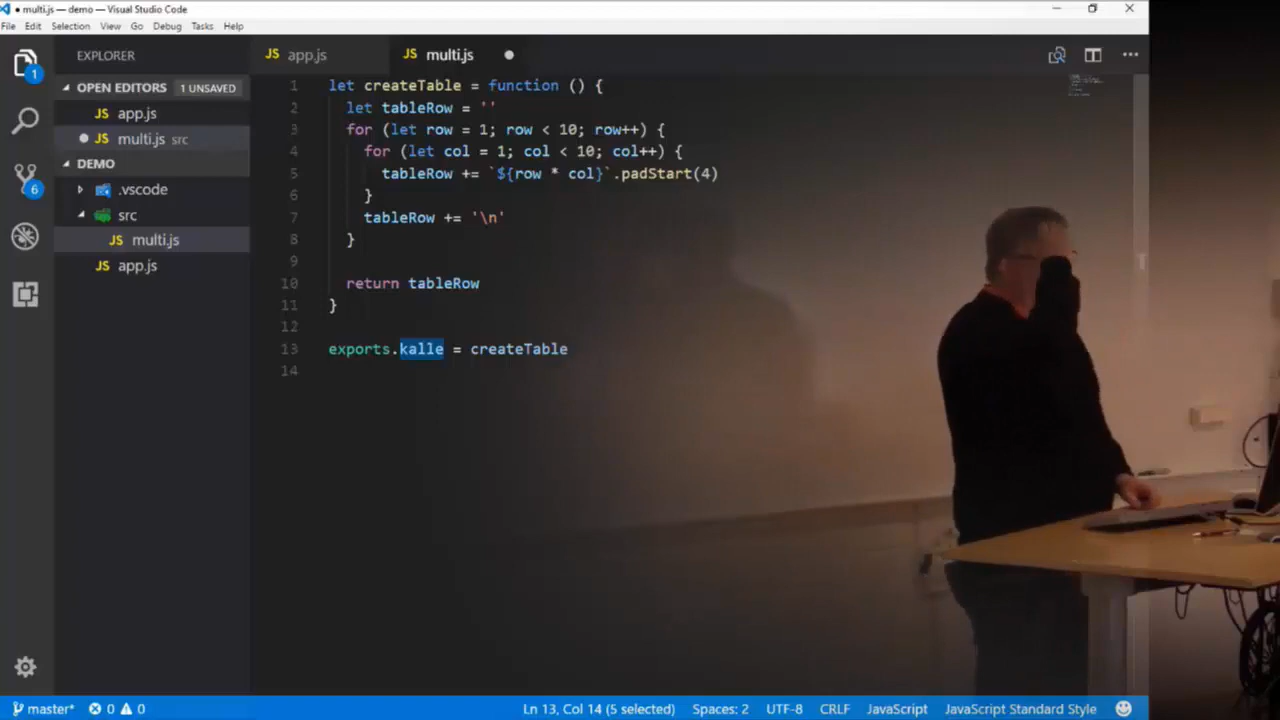 multi.js — demo — Visual Studio Code
File Edit Selection View Go Debug Tasks Help
EXPLORER
OPEN EDITORS 1 UNSAVED
JS app.js
JS multi.js src
DEMO
.vscode
src
JS multi.js
JS app.js
1
6
JS app.js JS multi.js
1 let createTable = function () {
2 let tableRow = ''
3 for (let row = 1; row < 10; row++) {
4 for (let col = 1; col < 10; col++) {
5 tableRow += `${row * col}`.padStart(4)
6 }
7 tableRow += '\n'
8 }
9
10 return tableRow
11 }
12
13 exports.kalle = createTable
14
master* 0 0 Ln 13, Col 14 (5 selected) Spaces: 2 UTF-8 CRLF JavaScript JavaScript Standard Style